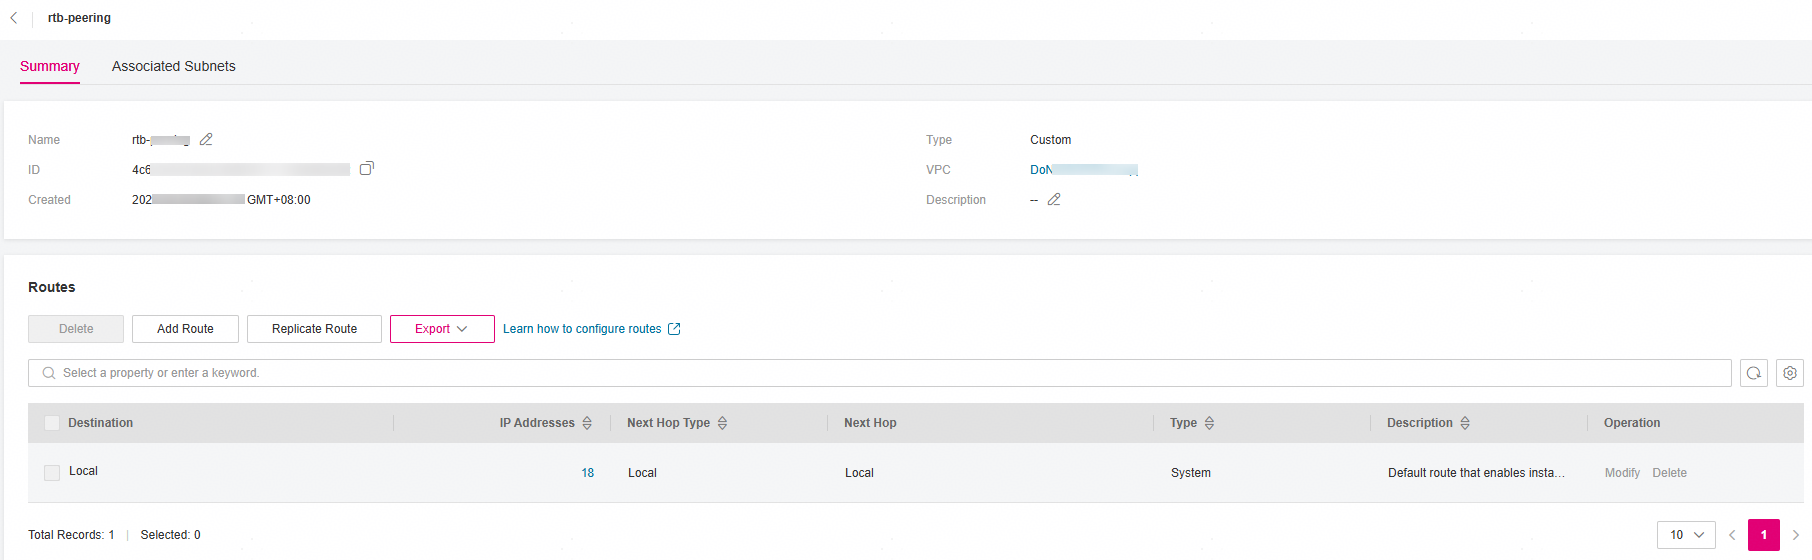 rtb-peering
Summary Associated Subnets
Name rtb- Type Custom
ID 4c6 VPC DoN
Created 202 GMT+08:00 Description --
Routes
Delete Add Route Replicate Route Export Learn how to configure routes
Select a property or enter a keyword.
Destination IP Addresses Next Hop Type Next Hop Type Description Operation
Local 18 Local Local System Default route that enables insta... Modify Delete
Total Records: 1 Selected: 0 10 1